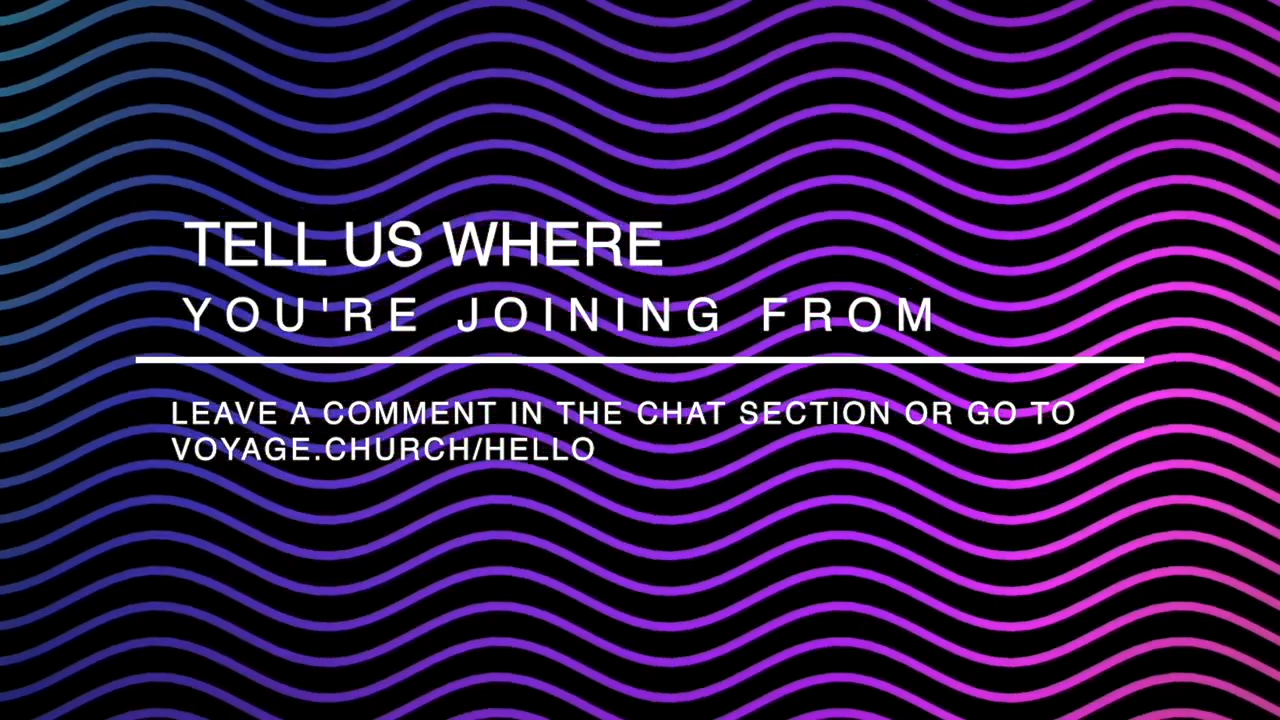 TELL US WHERE
YOU'RE JOINING FROM
LEAVE A COMMENT IN THE CHAT SECTION OR GO TO
VOYAGE.CHURCH/HELLO